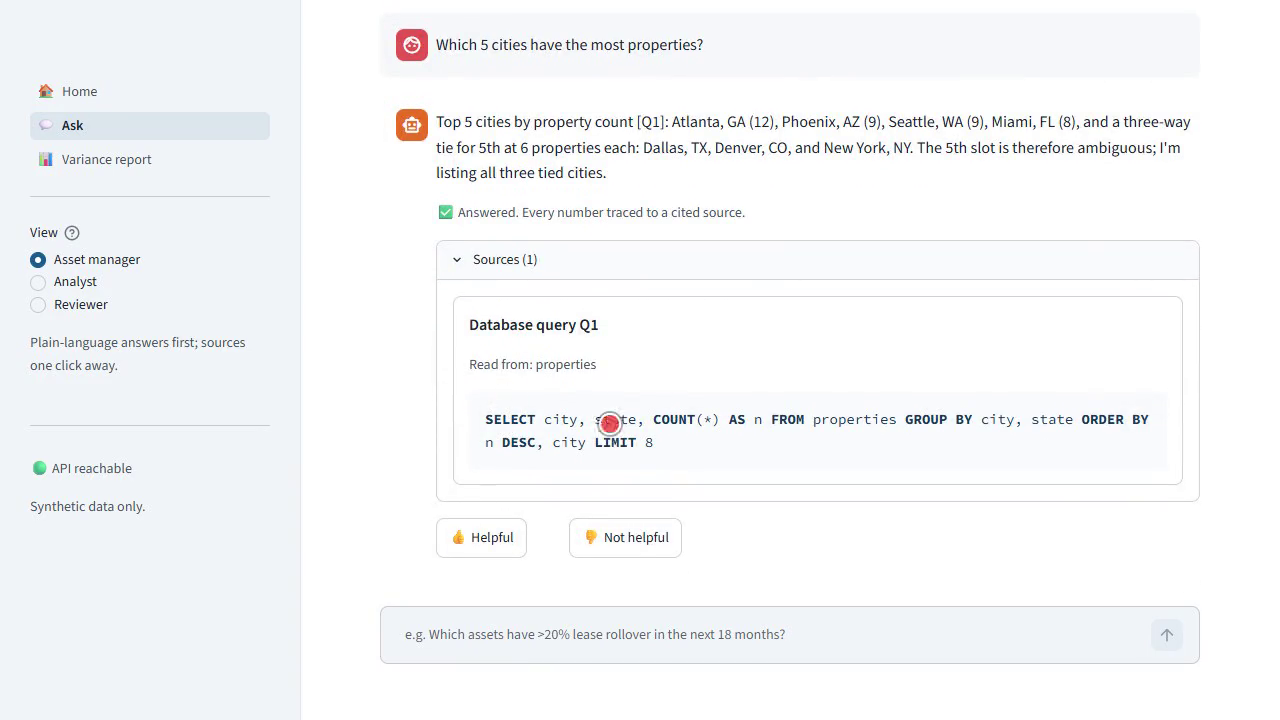 Home
Ask
Variance report
View
Asset manager
Analyst
Reviewer
Plain-language answers first; sources
one click away.
API reachable
Synthetic data only.
Which 5 cities have the most properties?
Top 5 cities by property count [Q1]: Atlanta, GA (12), Phoenix, AZ (9), Seattle, WA (9), Miami, FL (8), and a three-way
tie for 5th at 6 properties each: Dallas, TX, Denver, CO, and New York, NY. The 5th slot is therefore ambiguous; I'm
listing all three tied cities.
Answered. Every number traced to a cited source.
Sources (1)
Database query Q1
Read from: properties
SELECT city, state, COUNT(*) AS n FROM properties GROUP BY city, state ORDER BY
n DESC, city LIMIT 8
Helpful
Not helpful
e.g. Which assets have >20% lease rollover in the next 18 months?